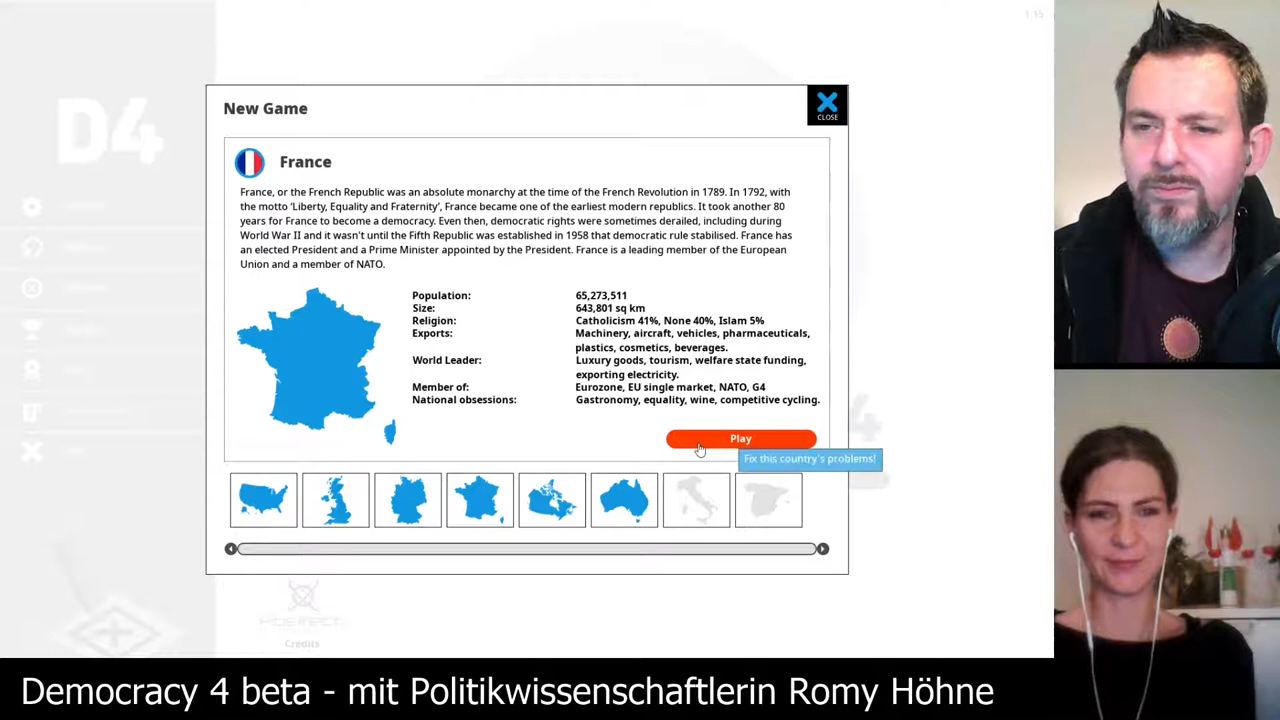 1.15
D4
New Game
CLOSE
France
France, or the French Republic was an absolute monarchy at the time of the French Revolution in 1789. In 1792, with
the motto ‘Liberty, Equality and Fraternity’, France became one of the earliest modern republics. It took another 80
years for France to become a democracy. Even then, democratic rights were sometimes derailed, including during
World War II and it wasn't until the Fifth Republic was established in 1958 that democratic rule stabilised. France has
an elected President and a Prime Minister appointed by the President. France is a leading member of the European
Union and a member of NATO.
Population: 65,273,511
Size: 643,801 sq km
Religion: Catholicism 41%, None 40%, Islam 5%
Exports: Machinery, aircraft, vehicles, pharmaceuticals,
plastics, cosmetics, beverages.
World Leader: Luxury goods, tourism, welfare state funding,
exporting electricity.
Member of: Eurozone, EU single market, NATO, G4
National obsessions: Gastronomy, equality, wine, competitive cycling.
Play
Fix this country's problems!
Credits
Democracy 4 beta - mit Politikwissenschaftlerin Romy Höhne